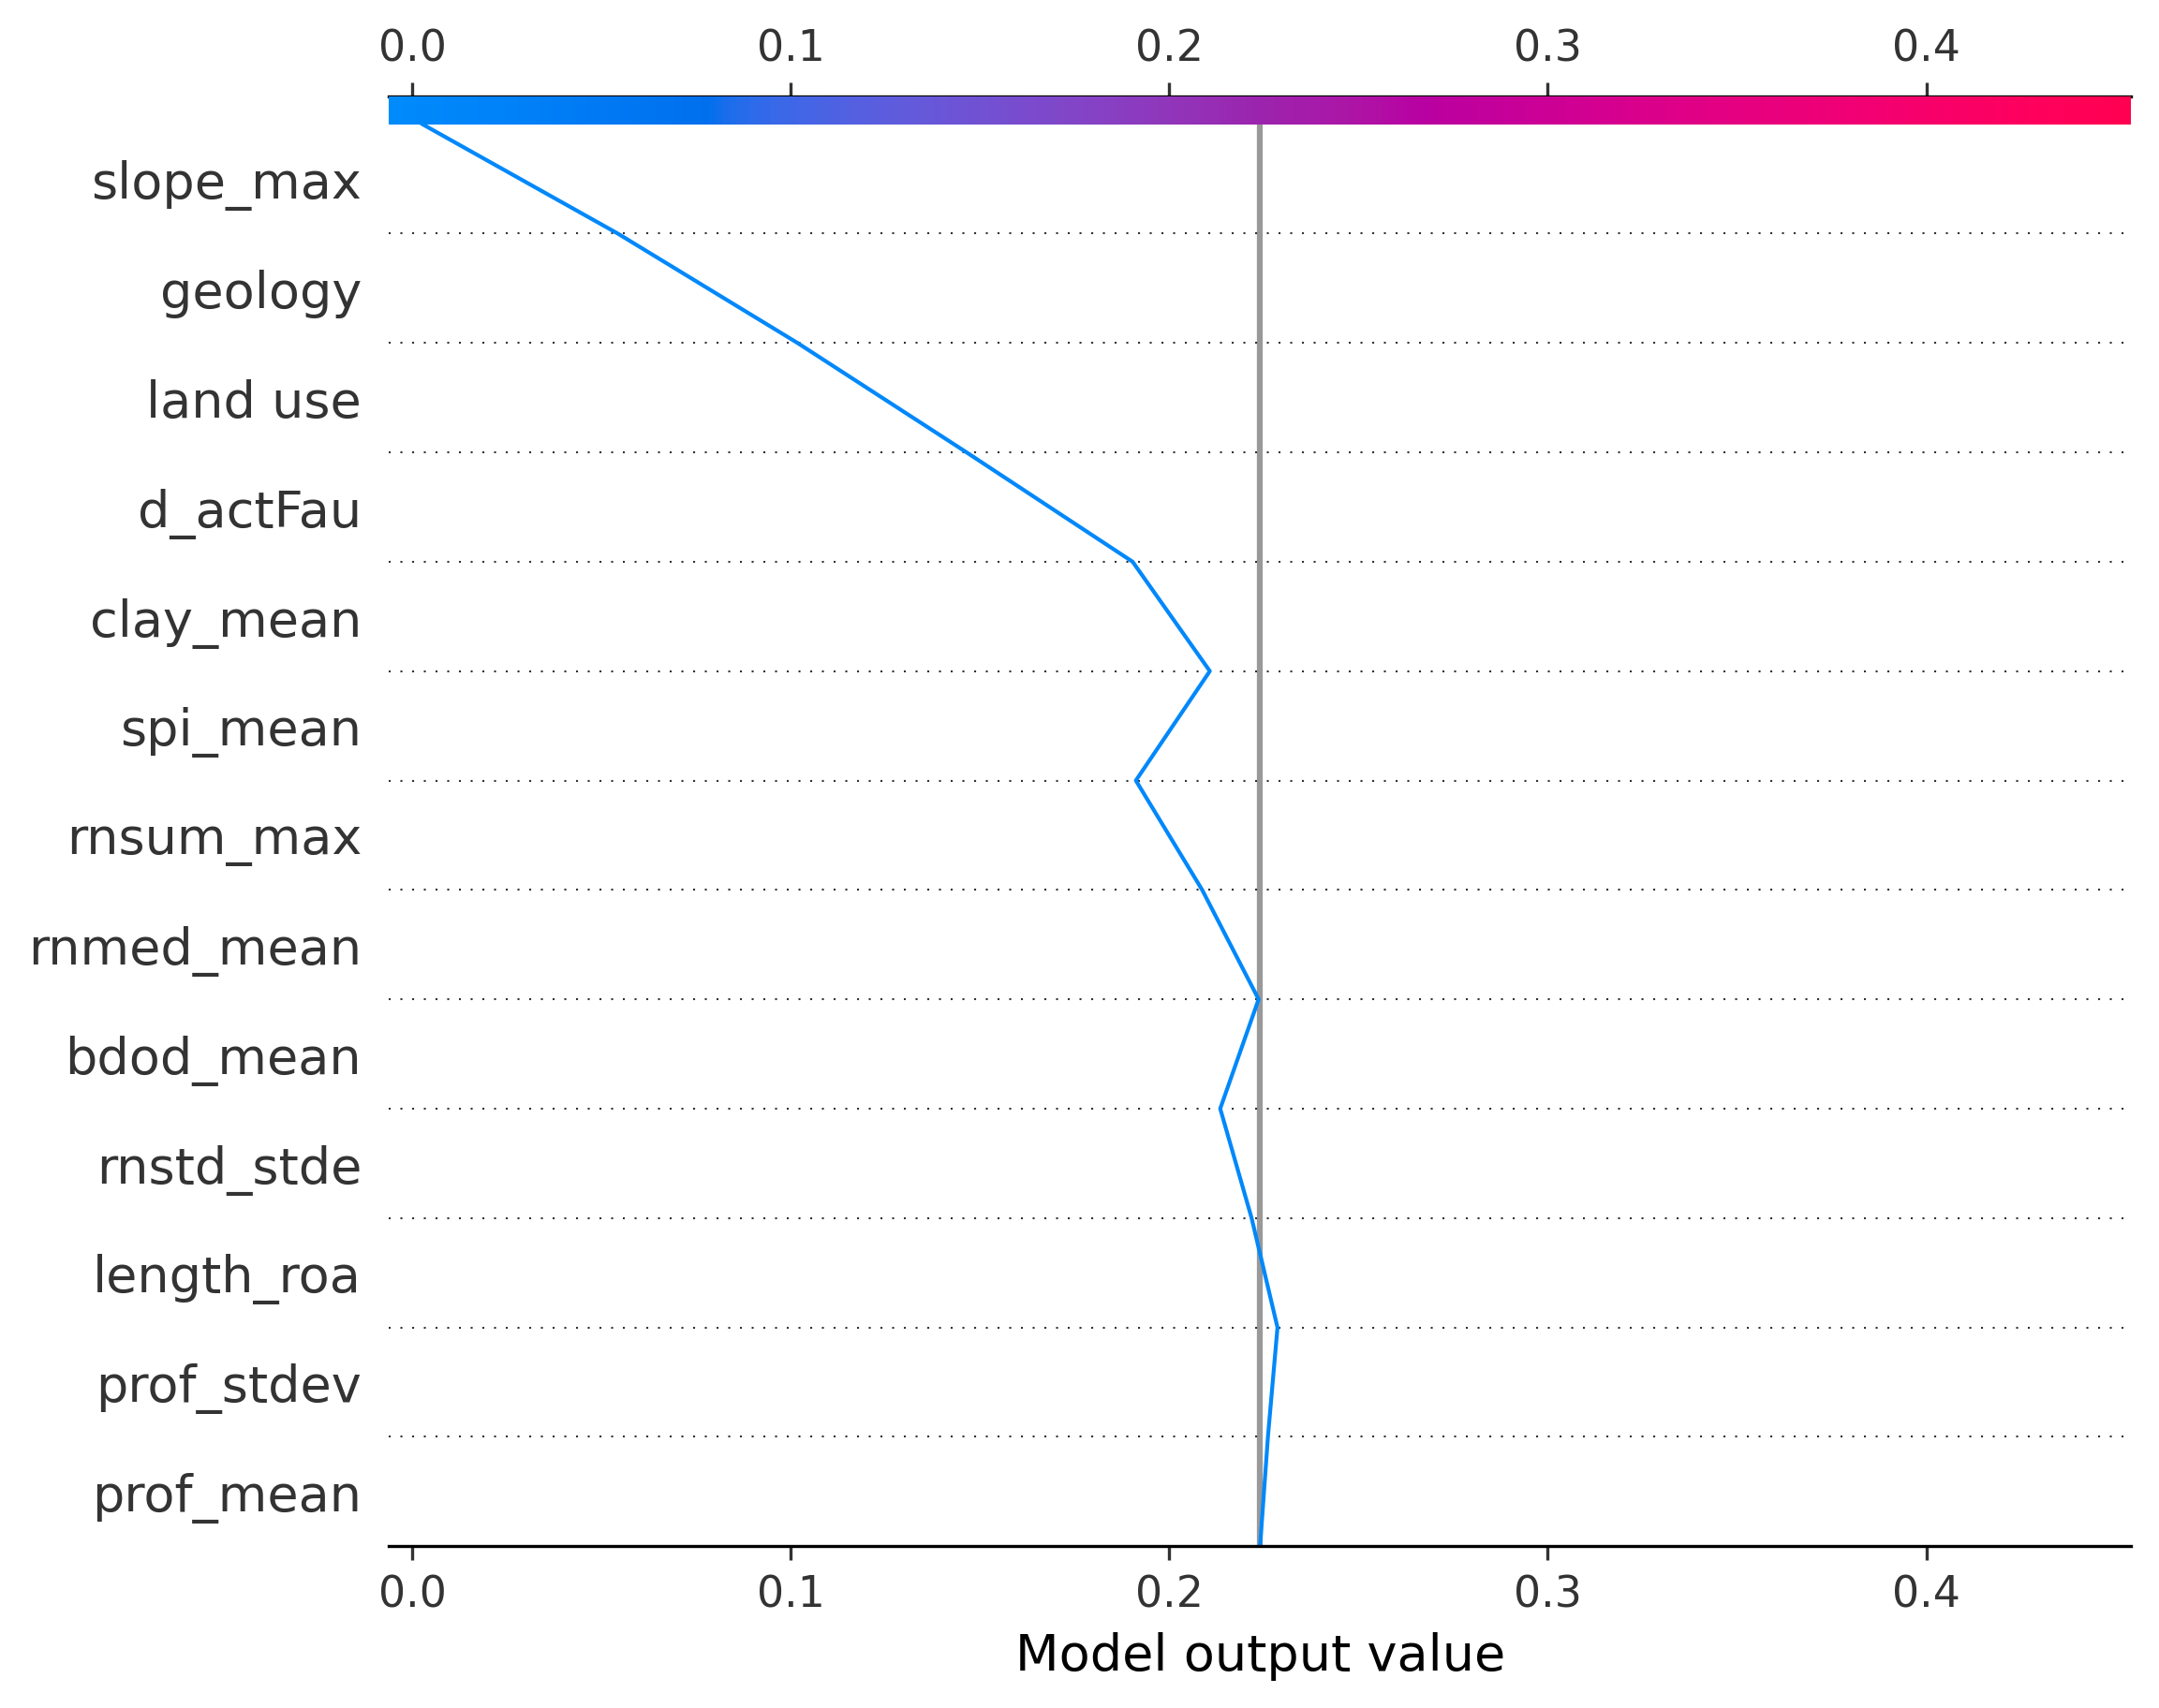 0.0 0.1 0.2 0.3 0.4
slope_max
geology
land use
d_actFau
clay_mean
spi_mean
rnsum_max
rnmed_mean
bdod_mean
rnstd_stde
length_roa
prof_stdev
prof_mean
0.0 0.1 0.2 0.3 0.4
Model output value